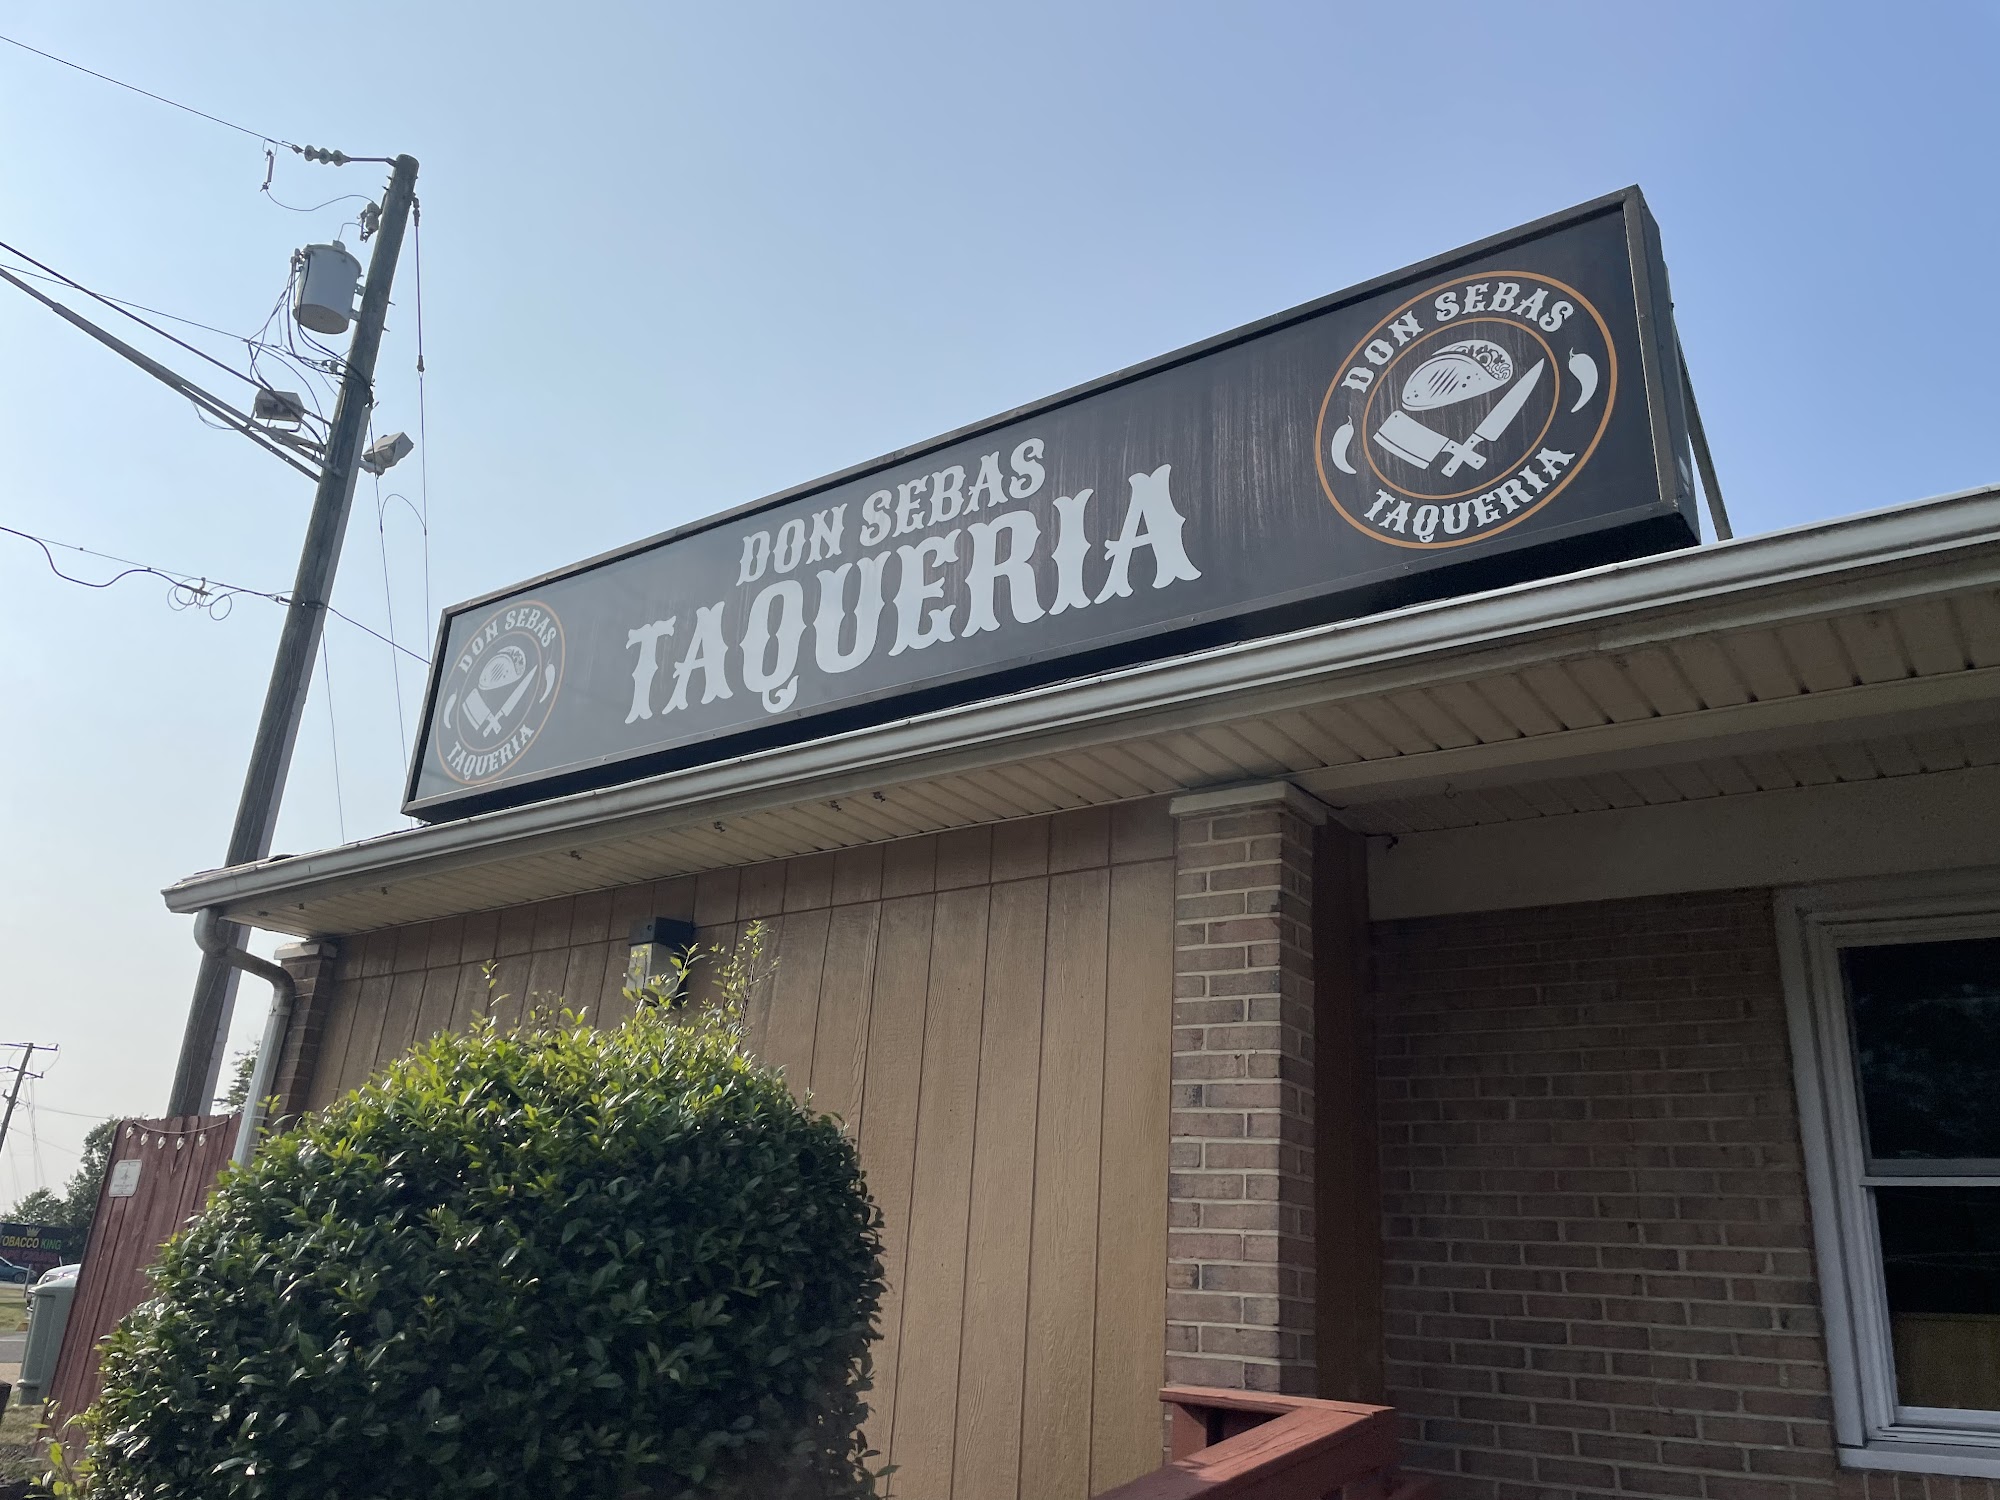 DON SEBAS
TAQUERIA
DON SEBAS
TAQUERIA
DON SEBAS
TAQUERIA
TOBACCO KING